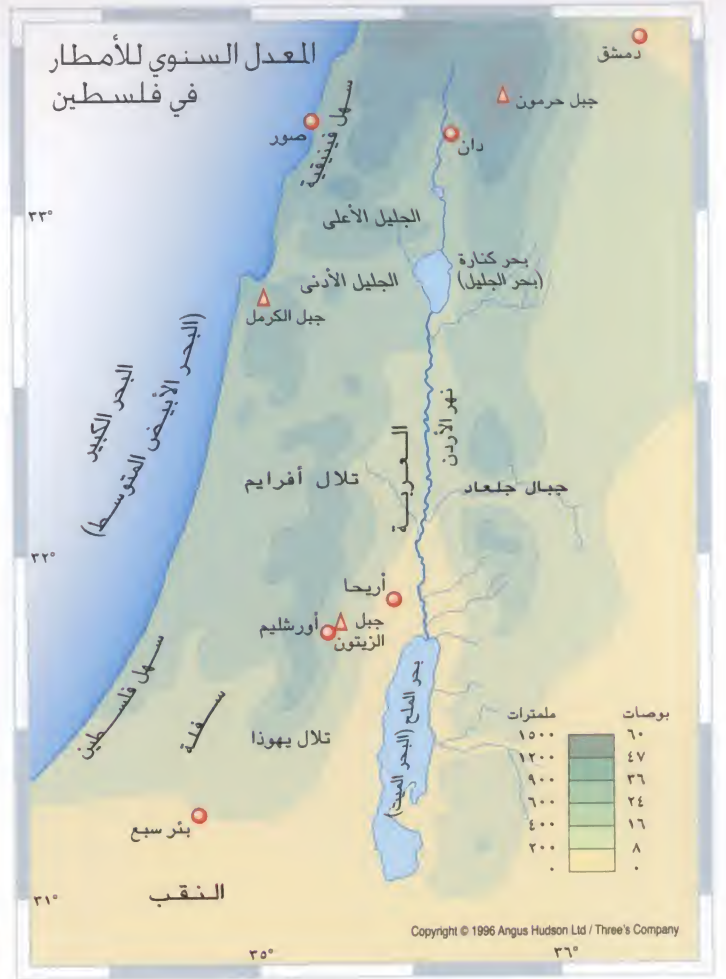 المعدل السنوي للأمطار
في فلسطين
دمشق
جبل حرمون
صور
سهل فينيقية
دان
٣٣°
الجليل الأعلى
بحر كنارة
(بحر الجليل)
الجليل الأدنى
جبل الكرمل
البحر الكبير
(البحر الأبيض المتوسط)
نهر الأردن
العربة
تلال أفرايم
جبال جلعاد
٣٢°
أريحا
جبل
الزيتون
أورشليم
سهل فلسطين
سفلة
تلال يهوذا
بحر الملح (البحر الميت)
بئر سبع
النقب
ملمترات
بوصات
١٥٠٠ ٦٠
١٢٠٠ ٤٧
٩٠٠ ٣٦
٦٠٠ ٢٤
٤٠٠ ١٦
٢٠٠ ٨
٠ ٠
٣١°
Copyright © 1996 Angus Hudson Ltd / Three's Company
٣٥°
٣٦°